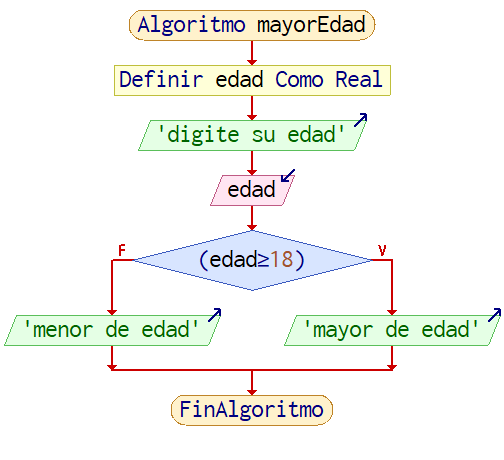 Algoritmo mayorEdad
Definir edad Como Real
'digite su edad'
edad
F
(edad≥18)
V
'menor de edad'
'mayor de edad'
FinAlgoritmo